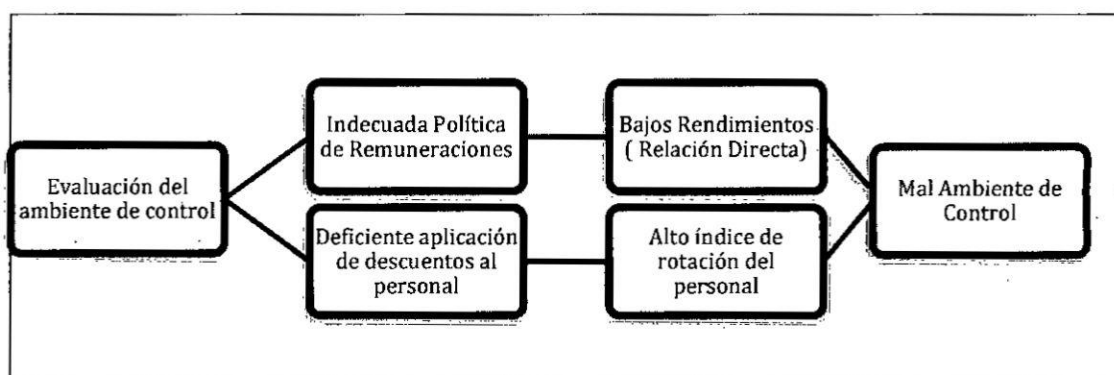 Evaluación del
ambiente de control
Indecuada Política
de Remuneraciones
Deficiente aplicación
de descuentos al
personal
Bajos Rendimientos
( Relación Directa)
Alto índice de
rotación del
personal
Mal Ambiente de
Control